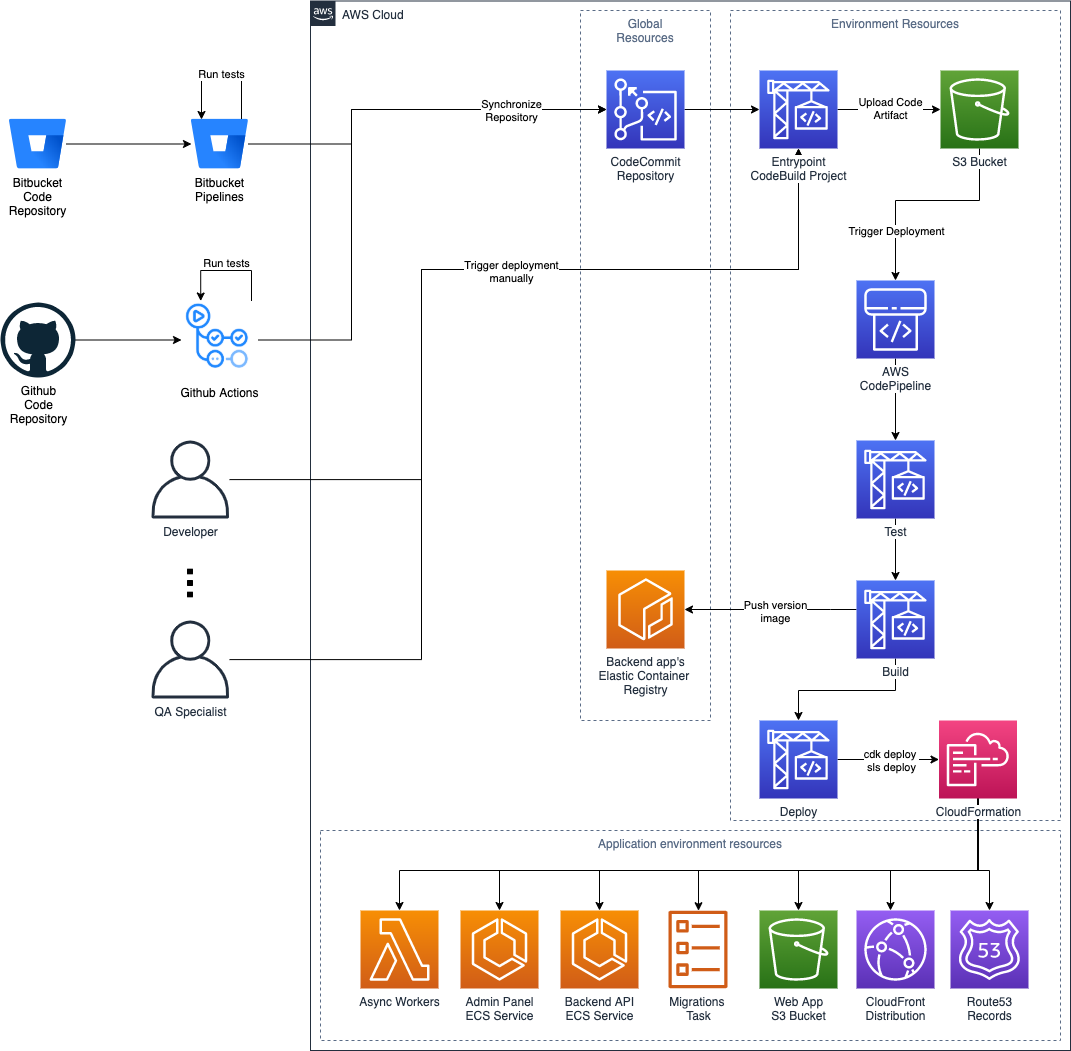 aws
AWS Cloud
Global
Resources
Environment Resources
Run tests
Synchronize
Repository
Upload Code
Artifact
Bitbucket
Code
Repository
Bitbucket
Pipelines
CodeCommit
Repository
Entrypoint
CodeBuild Project
S3 Bucket
Trigger Deployment
Run tests
Trigger deployment
manually
Github
Code
Repository
Github Actions
AWS
CodePipeline
Developer
Test
Push version
image
Backend app's
Elastic Container
Registry
Build
QA Specialist
cdk deploy
sls deploy
Deploy
CloudFormation
Application environment resources
53
Async Workers
Admin Panel
ECS Service
Backend API
ECS Service
Migrations
Task
Web App
S3 Bucket
CloudFront
Distribution
Route53
Records